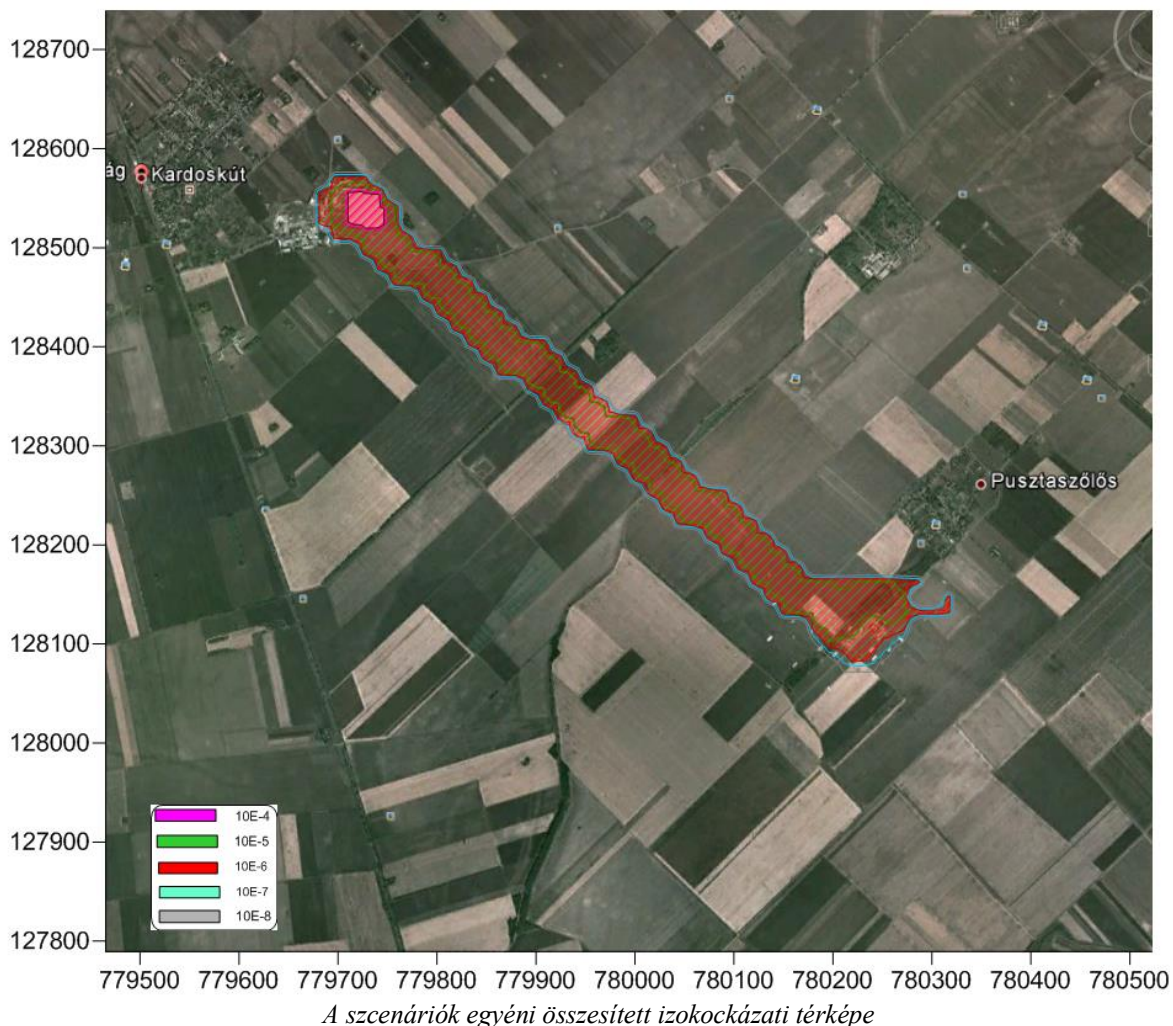 128700
128600
ág Kardoskút
128500
128400
128300
Pusztaszőlős
128200
128100
128000
127900
127800
10E-4
10E-5
10E-6
10E-7
10E-8
779500 779600 779700 779800 779900 780000 780100 780200 780300 780400 780500
A szcenáriók egyéni összesített izokockázati térképe